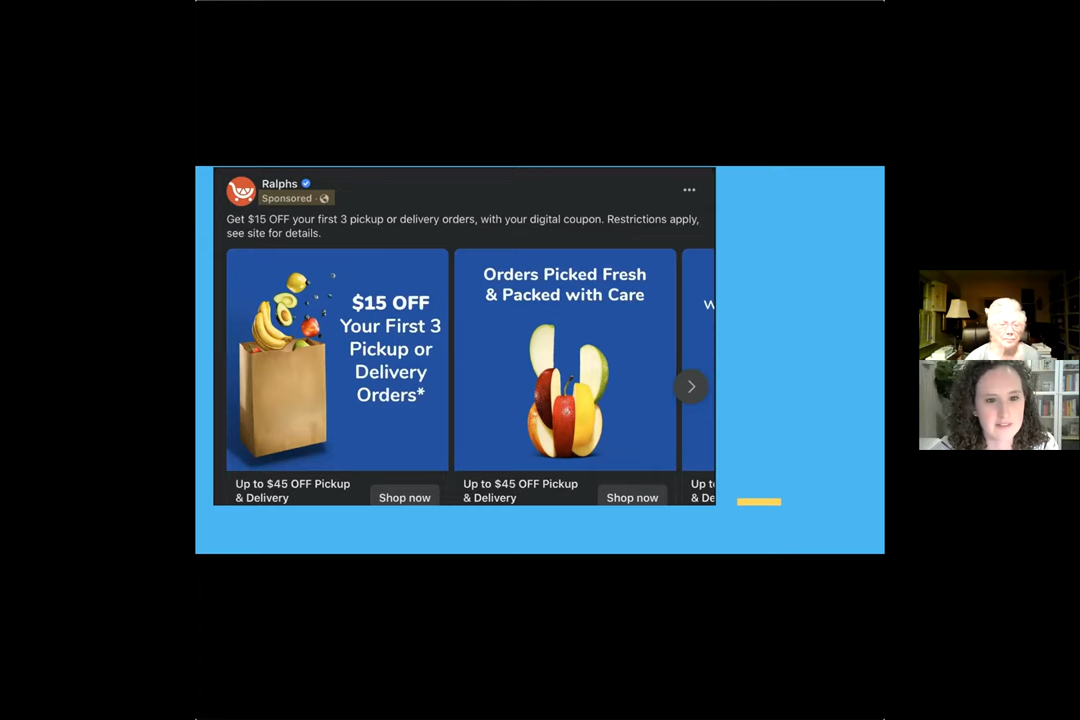 Ralphs
Sponsored ·
Get $15 OFF your first 3 pickup or delivery orders, with your digital coupon. Restrictions apply,
see site for details.
$15 OFF
Your First 3
Pickup or
Delivery
Orders*
Orders Picked Fresh
& Packed with Care
W
Up to $45 OFF Pickup
& Delivery
Shop now
Up to $45 OFF Pickup
& Delivery
Shop now
Up t
& De